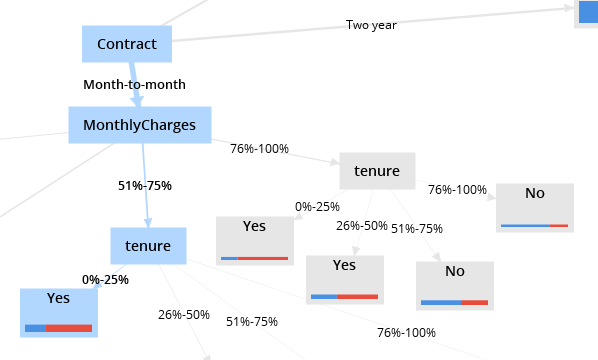 Two year
Contract
Month-to-month
MonthlyCharges
76%-100%
51%-75%
tenure
76%-100%
0%-25%
No
26%-50%
51%-75%
Yes
tenure
Yes
No
0%-25%
Yes
26%-50%
51%-75%
76%-100%